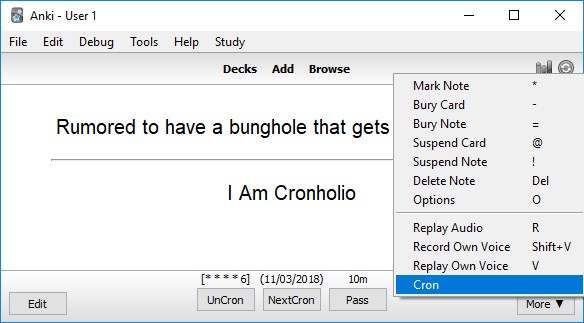 Anki - User 1
File Edit Debug Tools Help Study
Decks Add Browse
Rumored to have a bunghole that gets
I Am Cronholio
Mark Note *
Bury Card -
Bury Note =
Suspend Card @
Suspend Note !
Delete Note Del
Options O
Replay Audio R
Record Own Voice Shift+V
Replay Own Voice V
Cron
[* * * * 6] (11/03/2018) 10m
Edit UnCron NextCron Pass More ▼